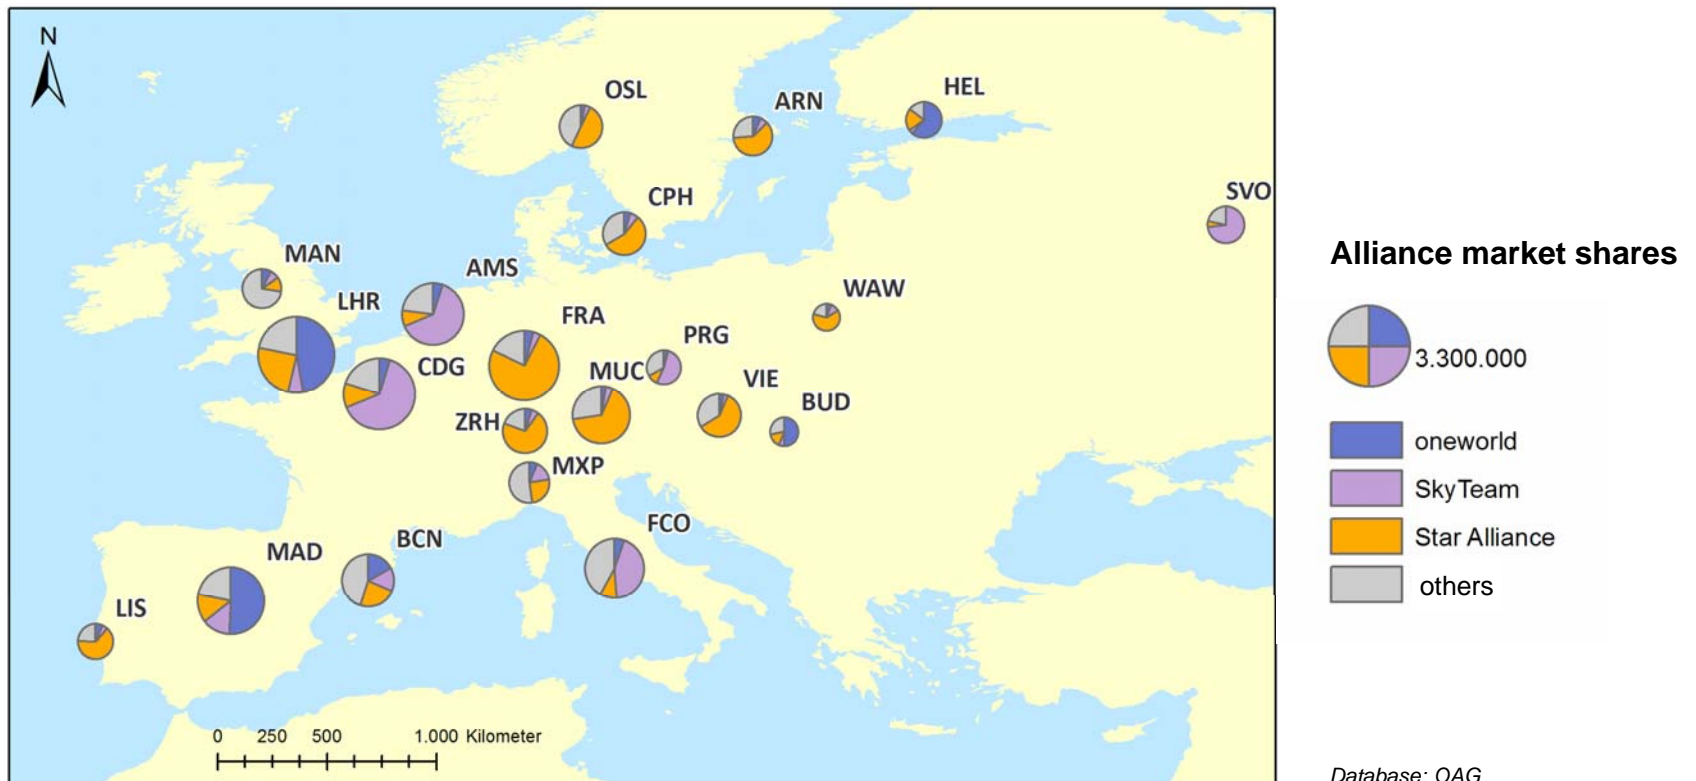 N
OSL
ARN
HEL
CPH
SVO
MAN
AMS
LHR
FRA
WAW
CDG
PRG
MUC
VIE
BUD
ZRH
MXP
FCO
MAD
BCN
LIS
0 250 500 1.000 Kilometer
Alliance market shares
3.300.000
oneworld
SkyTeam
Star Alliance
others
Database: OAG